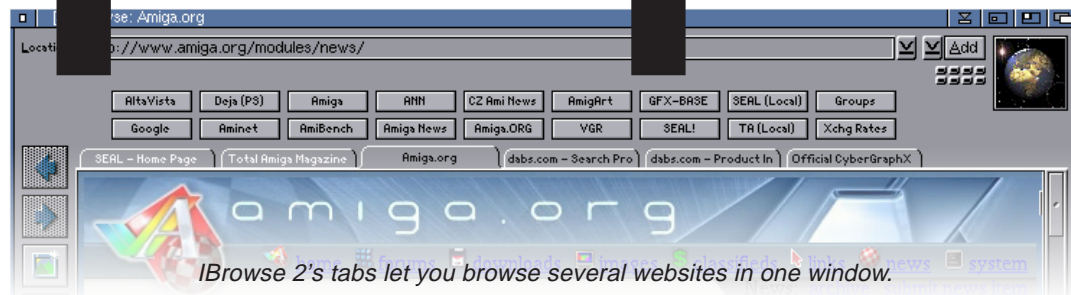 wse: Amiga.org
p://www.amiga.org/modules/news/
Add
AltaVista Deja (PS) Amiga ANN CZ Ami News AmigArt GFX-BASE SEAL (Local) Groups
Google Aminet AmiBench Amiga News Amiga.ORG VGR SEAL! TA (Local) Xchg Rates
SEAL - Home Page Total Amiga Magazine Amiga.org dabs.com - Search Pro dabs.com - Product In Official CyberGraphX
amiga.org
home forums downloads images classifieds links news system
IBrowse 2's tabs let you browse several websites in one window.